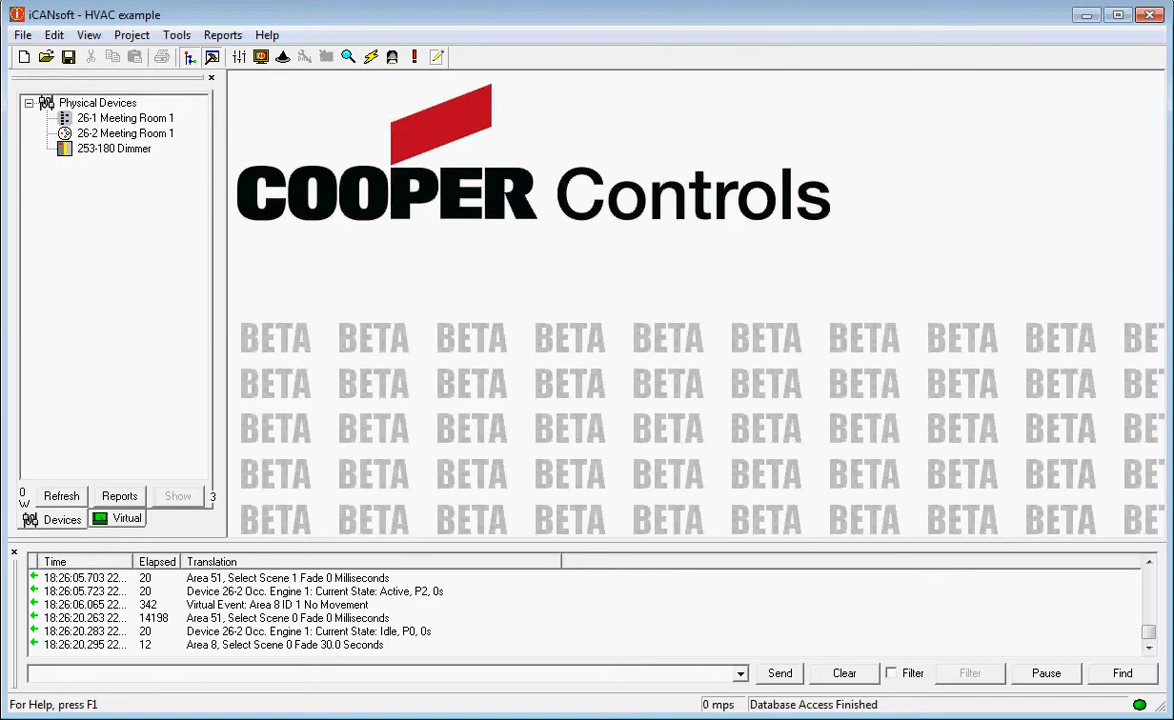 iCANsoft - HVAC example
File Edit View Project Tools Reports Help
Physical Devices
26-1 Meeting Room 1
26-2 Meeting Room 1
253-180 Dimmer
COOPER Controls
BETA BETA BETA BETA BETA BETA BETA BETA BETA BET
BETA BETA BETA BETA BETA BETA BETA BETA BETA BET
BETA BETA BETA BETA BETA BETA BETA BETA BETA BET
BETA BETA BETA BETA BETA BETA BETA BETA BETA BET
BETA BETA BETA BETA BETA BETA BETA BETA BETA BET
0 W Refresh Reports Show 3
Devices Virtual
Time Elapsed Translation
18:26:05.703 22... 20 Area 51, Select Scene 1 Fade 0 Milliseconds
18:26:05.723 22... 20 Device 26-2 Occ. Engine 1: Current State: Active, P2, 0s
18:26:06.065 22... 342 Virtual Event: Area 8 ID 1 No Movement
18:26:20.263 22... 14198 Area 51, Select Scene 0 Fade 0 Milliseconds
18:26:20.283 22... 20 Device 26-2 Occ. Engine 1: Current State: Idle, P0, 0s
18:26:20.295 22... 12 Area 8, Select Scene 0 Fade 30.0 Seconds
Send Clear Filter Filter Pause Find
For Help, press F1 0 mps Database Access Finished